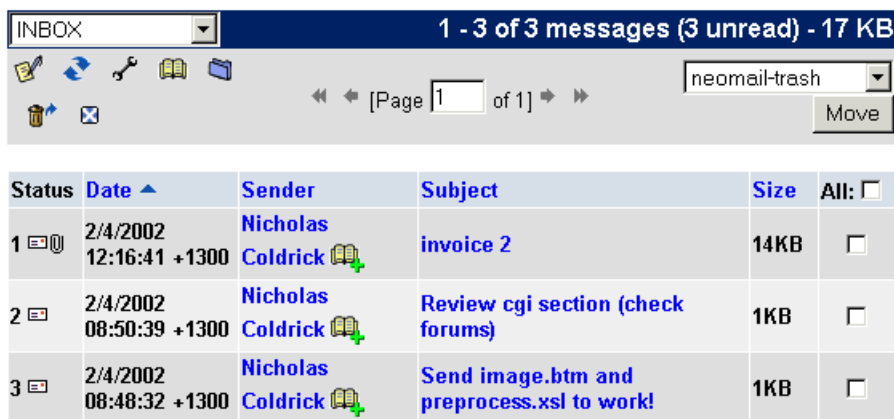 INBOX
1 - 3 of 3 messages (3 unread) - 17 KB
[Page 1 of 1]
neomail-trash
Move
Status Date Sender Subject Size All:
1 2/4/2002 12:16:41 +1300 Nicholas Coldrick invoice 2 14KB
2 2/4/2002 08:50:39 +1300 Nicholas Coldrick Review cgi section (check forums) 1KB
3 2/4/2002 08:48:32 +1300 Nicholas Coldrick Send image.btm and preprocess.xsl to work! 1KB